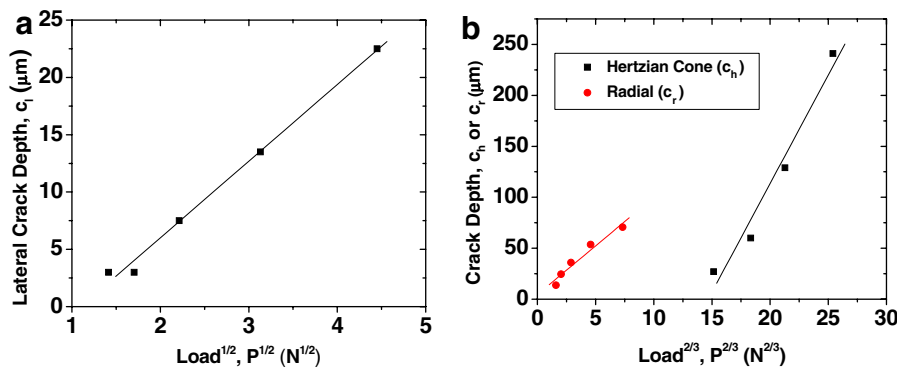 a
Lateral Crack Depth, c_l (μm)
25
20
15
10
5
0
1 2 3 4 5
Load^1/2, P^1/2 (N^1/2)
b
Crack Depth, c_h or c_r (μm)
250
200
150
100
50
0
0 5 10 15 20 25 30
Load^2/3, P^2/3 (N^2/3)
Hertzian Cone (c_h)
Radial (c_r)